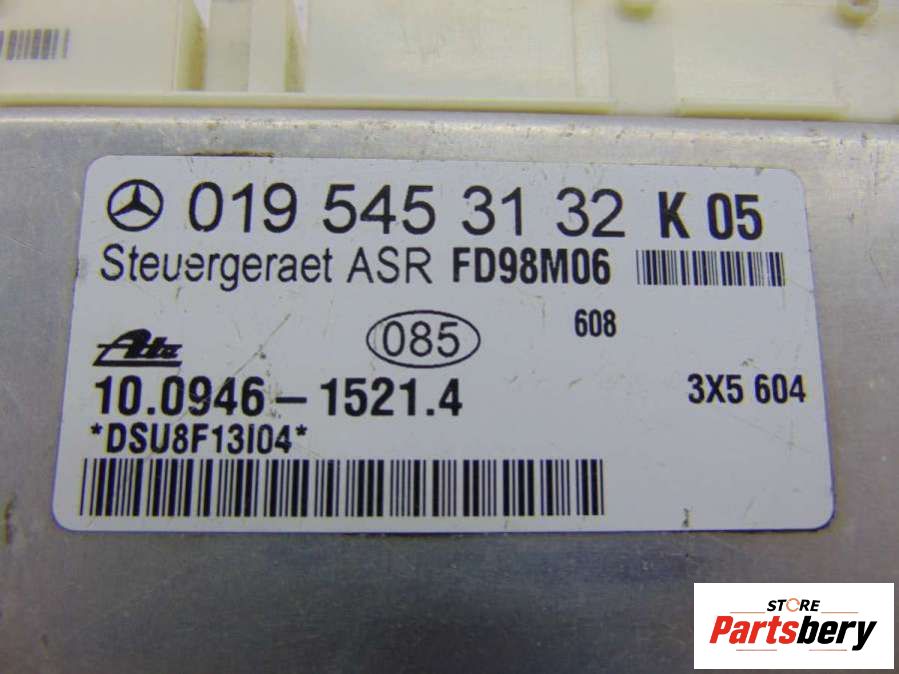 019 545 31 32 K 05
Steuergeraet ASR FD98M06
085 608
Ate
10.0946-1521.4 3X5 604
*DSU8F13I04*
STORE
Partsbery